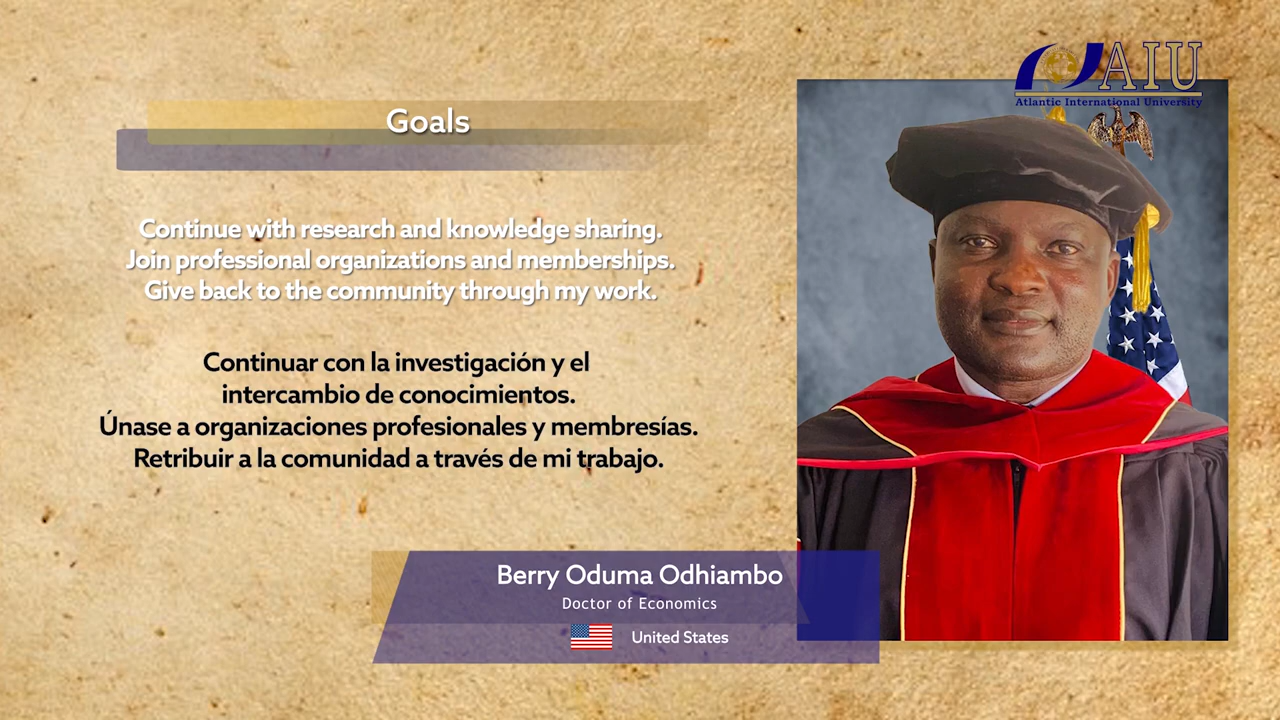 AIU
Atlantic International University
Goals
Continue with research and knowledge sharing.
Join professional organizations and memberships.
Give back to the community through my work.
Continuar con la investigación y el
intercambio de conocimientos.
Únase a organizaciones profesionales y membresías.
Retribuir a la comunidad a través de mi trabajo.
Berry Oduma Odhiambo
Doctor of Economics
United States